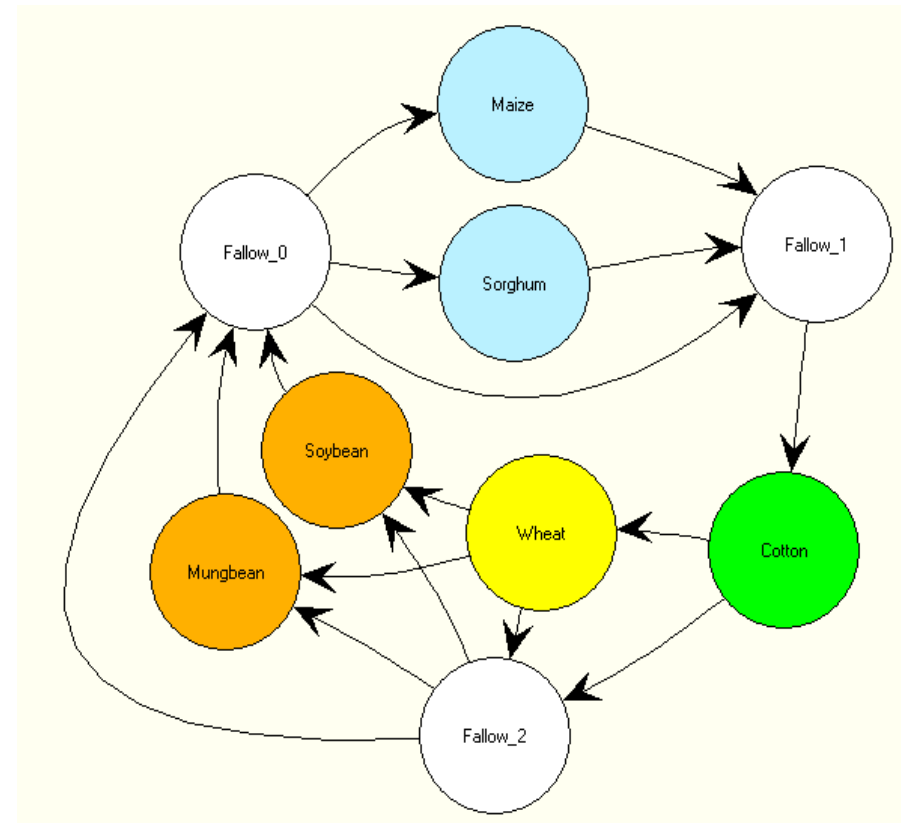 Maize
Fallow_0
Fallow_1
Sorghum
Soybean
Wheat
Cotton
Mungbean
Fallow_2